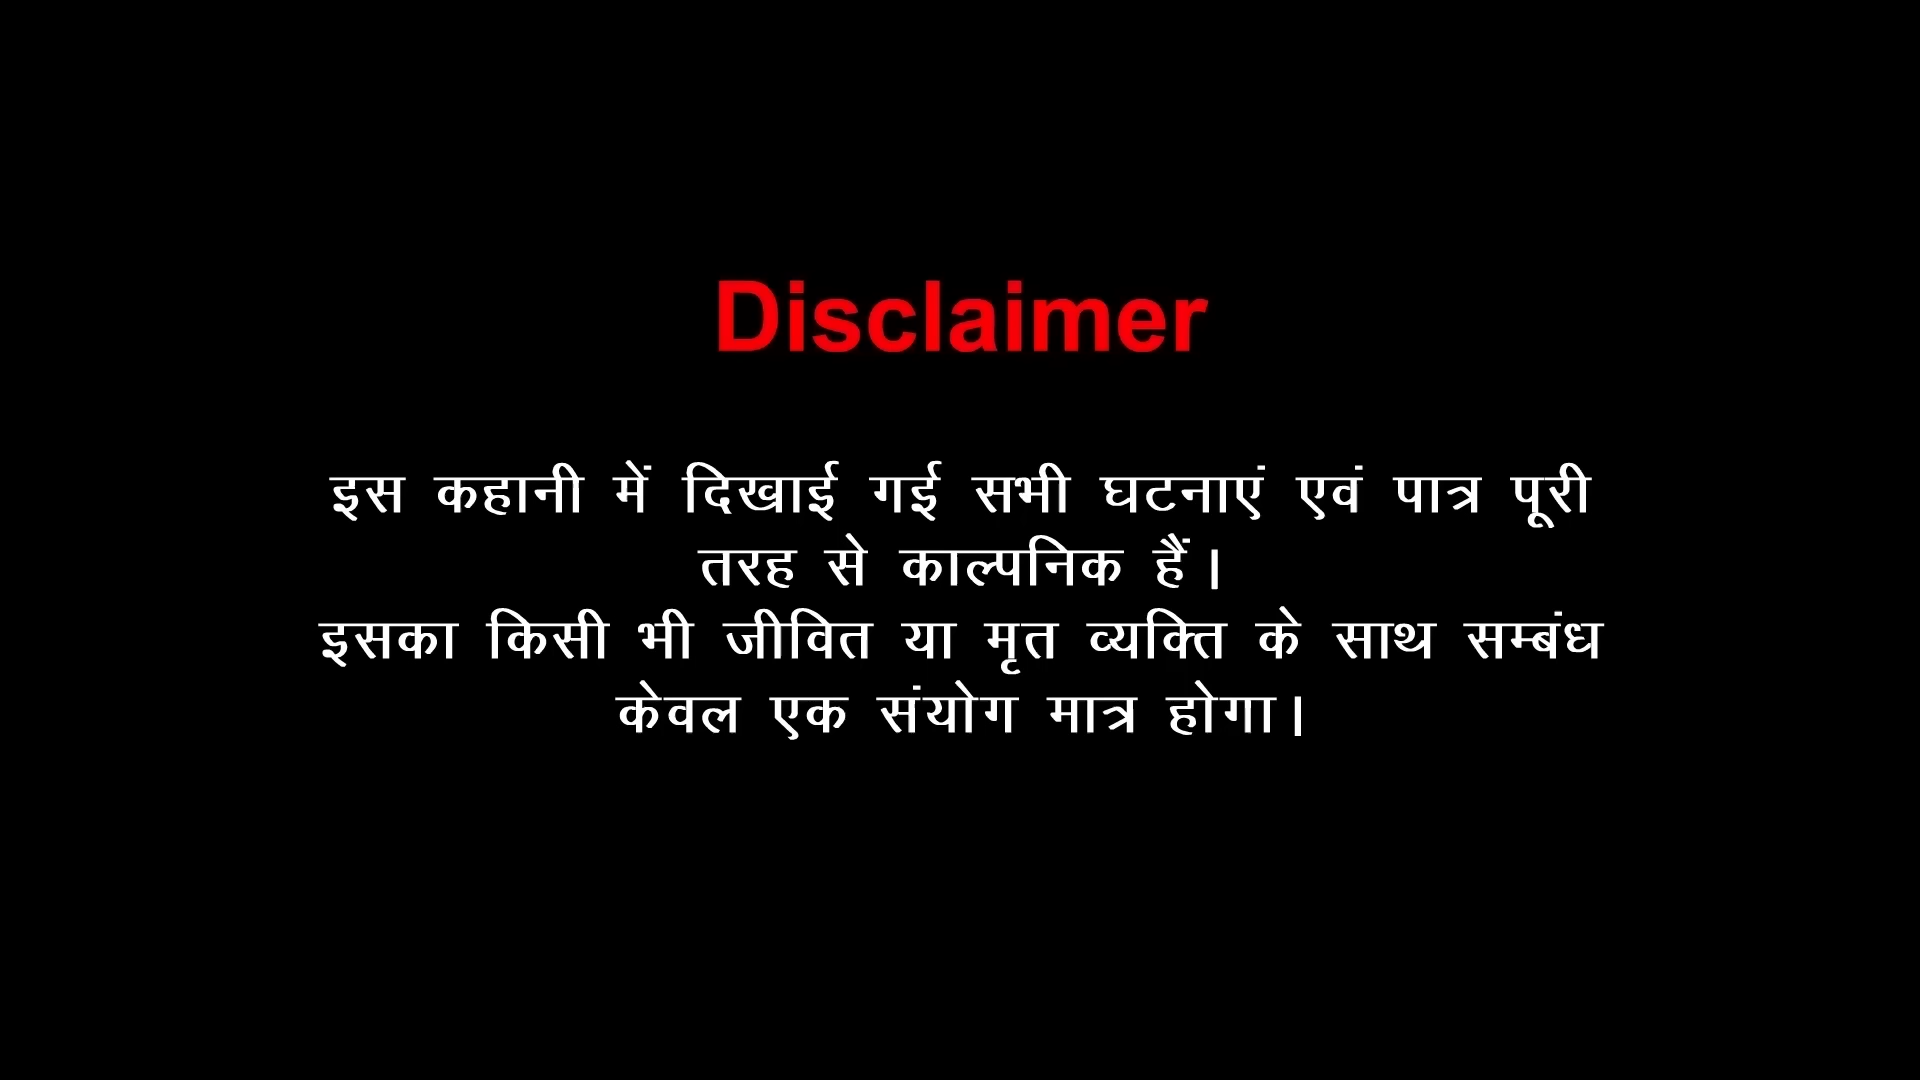 Disclaimer
इस कहानी में दिखाई गई सभी घटनाएं एवं पात्र पूरी
तरह से काल्पनिक हैं।
इसका किसी भी जीवित या मृत व्यक्ति के साथ सम्बंध
केवल एक संयोग मात्र होगा।